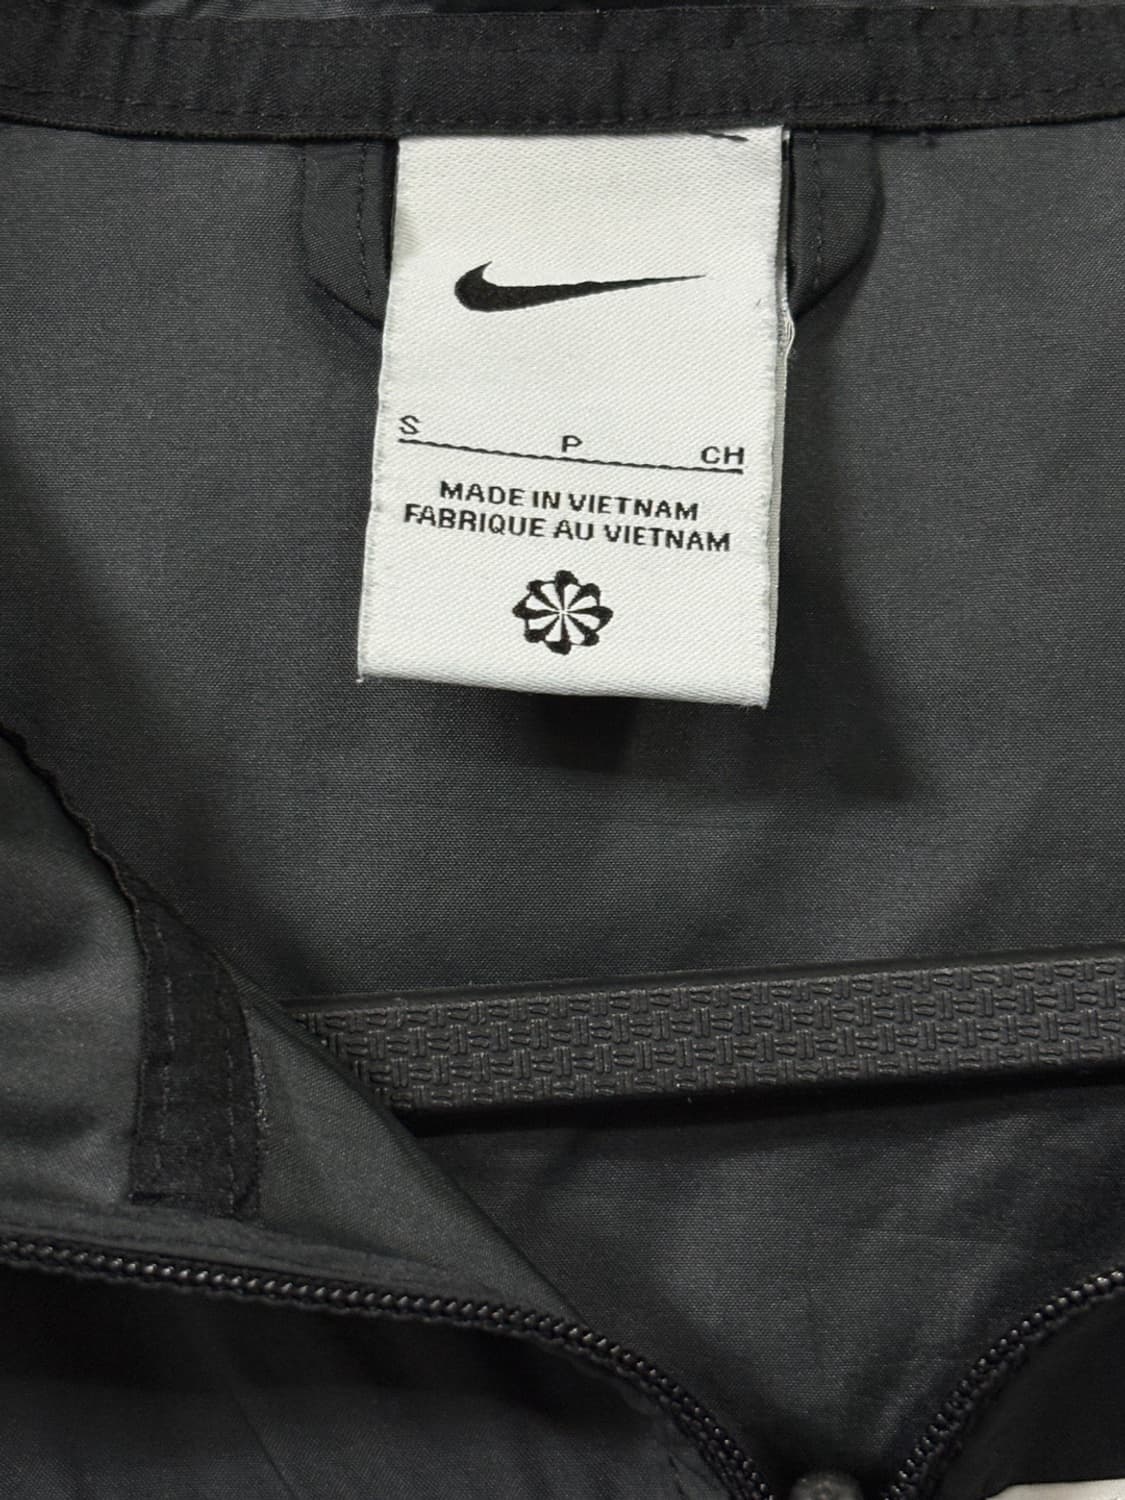 S P CH
MADE IN VIETNAM
FABRIQUE AU VIETNAM